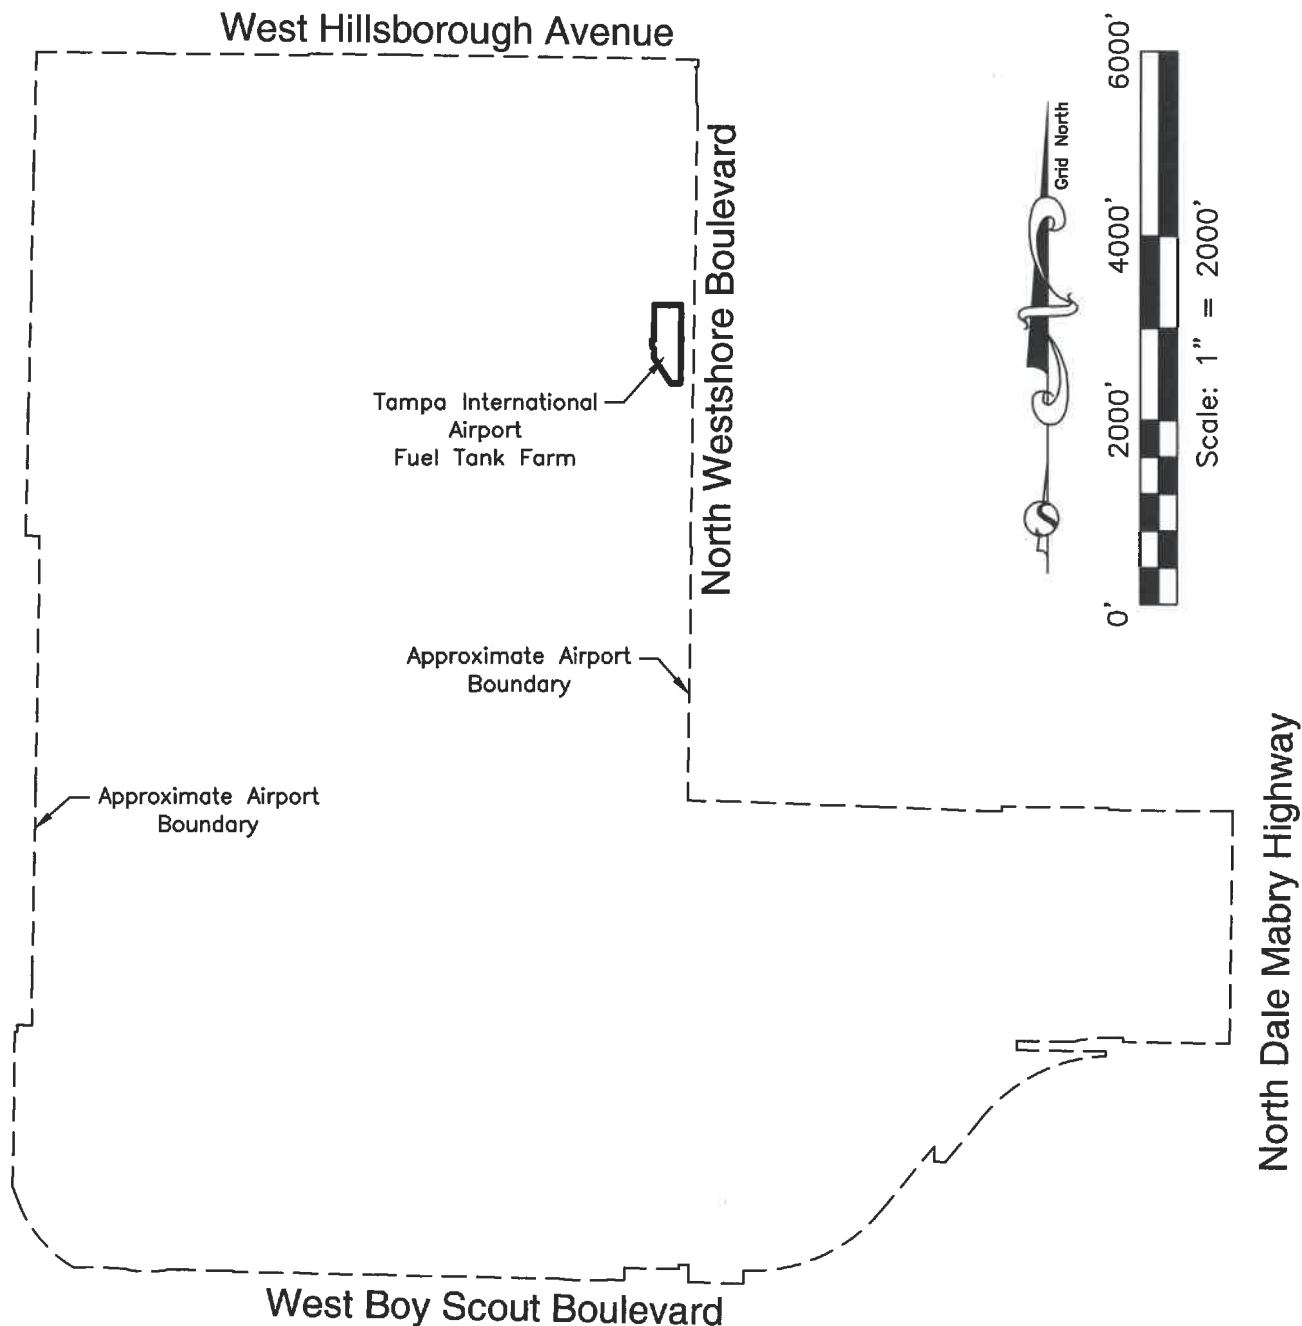 West Hillsborough Avenue
North Westshore Boulevard
Tampa International
Airport
Fuel Tank Farm
Approximate Airport
Boundary
Approximate Airport
Boundary
West Boy Scout Boulevard
North Dale Mabry Highway
Grid North
0'
2000'
4000'
6000'
Scale: 1" = 2000'